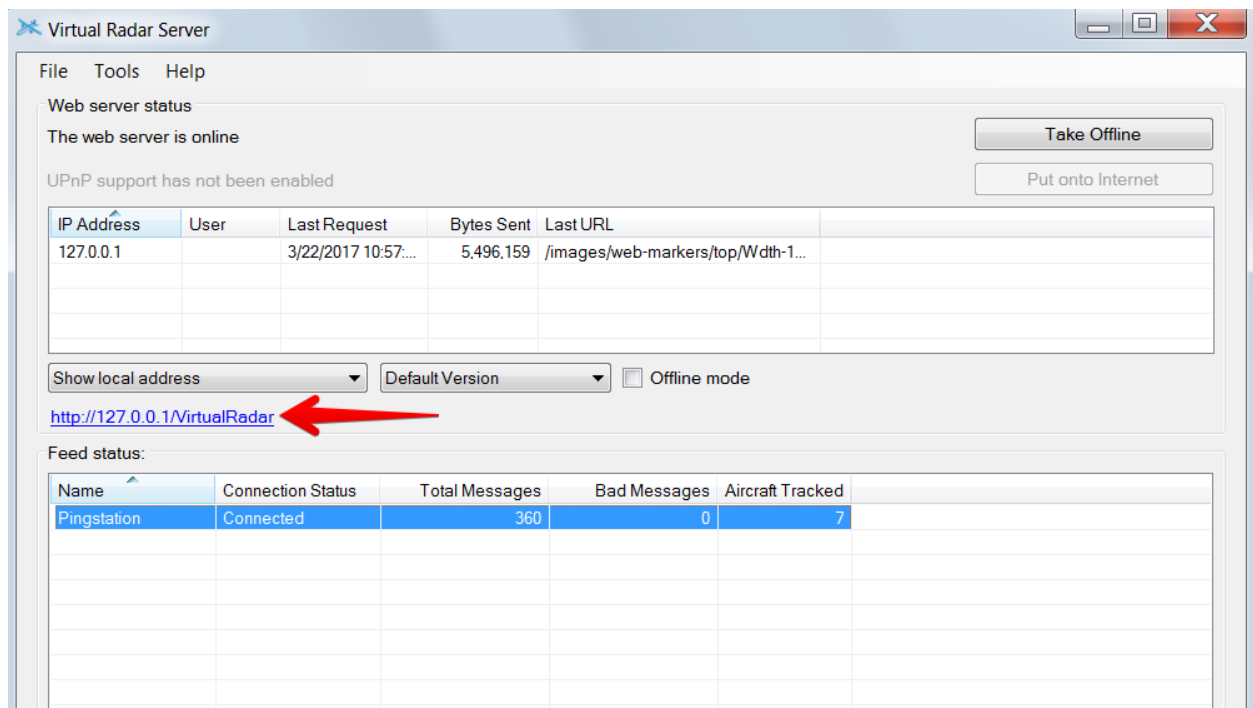 Virtual Radar Server
File Tools Help
Web server status
The web server is online
Take Offline
UPnP support has not been enabled
Put onto Internet
IP Address User Last Request Bytes Sent Last URL
127.0.0.1 3/22/2017 10:57:... 5,496,159 /images/web-markers/top/Wdth-1...
Show local address Default Version Offline mode
http://127.0.0.1/VirtualRadar
Feed status:
Name Connection Status Total Messages Bad Messages Aircraft Tracked
Pingstation Connected 360 0 7